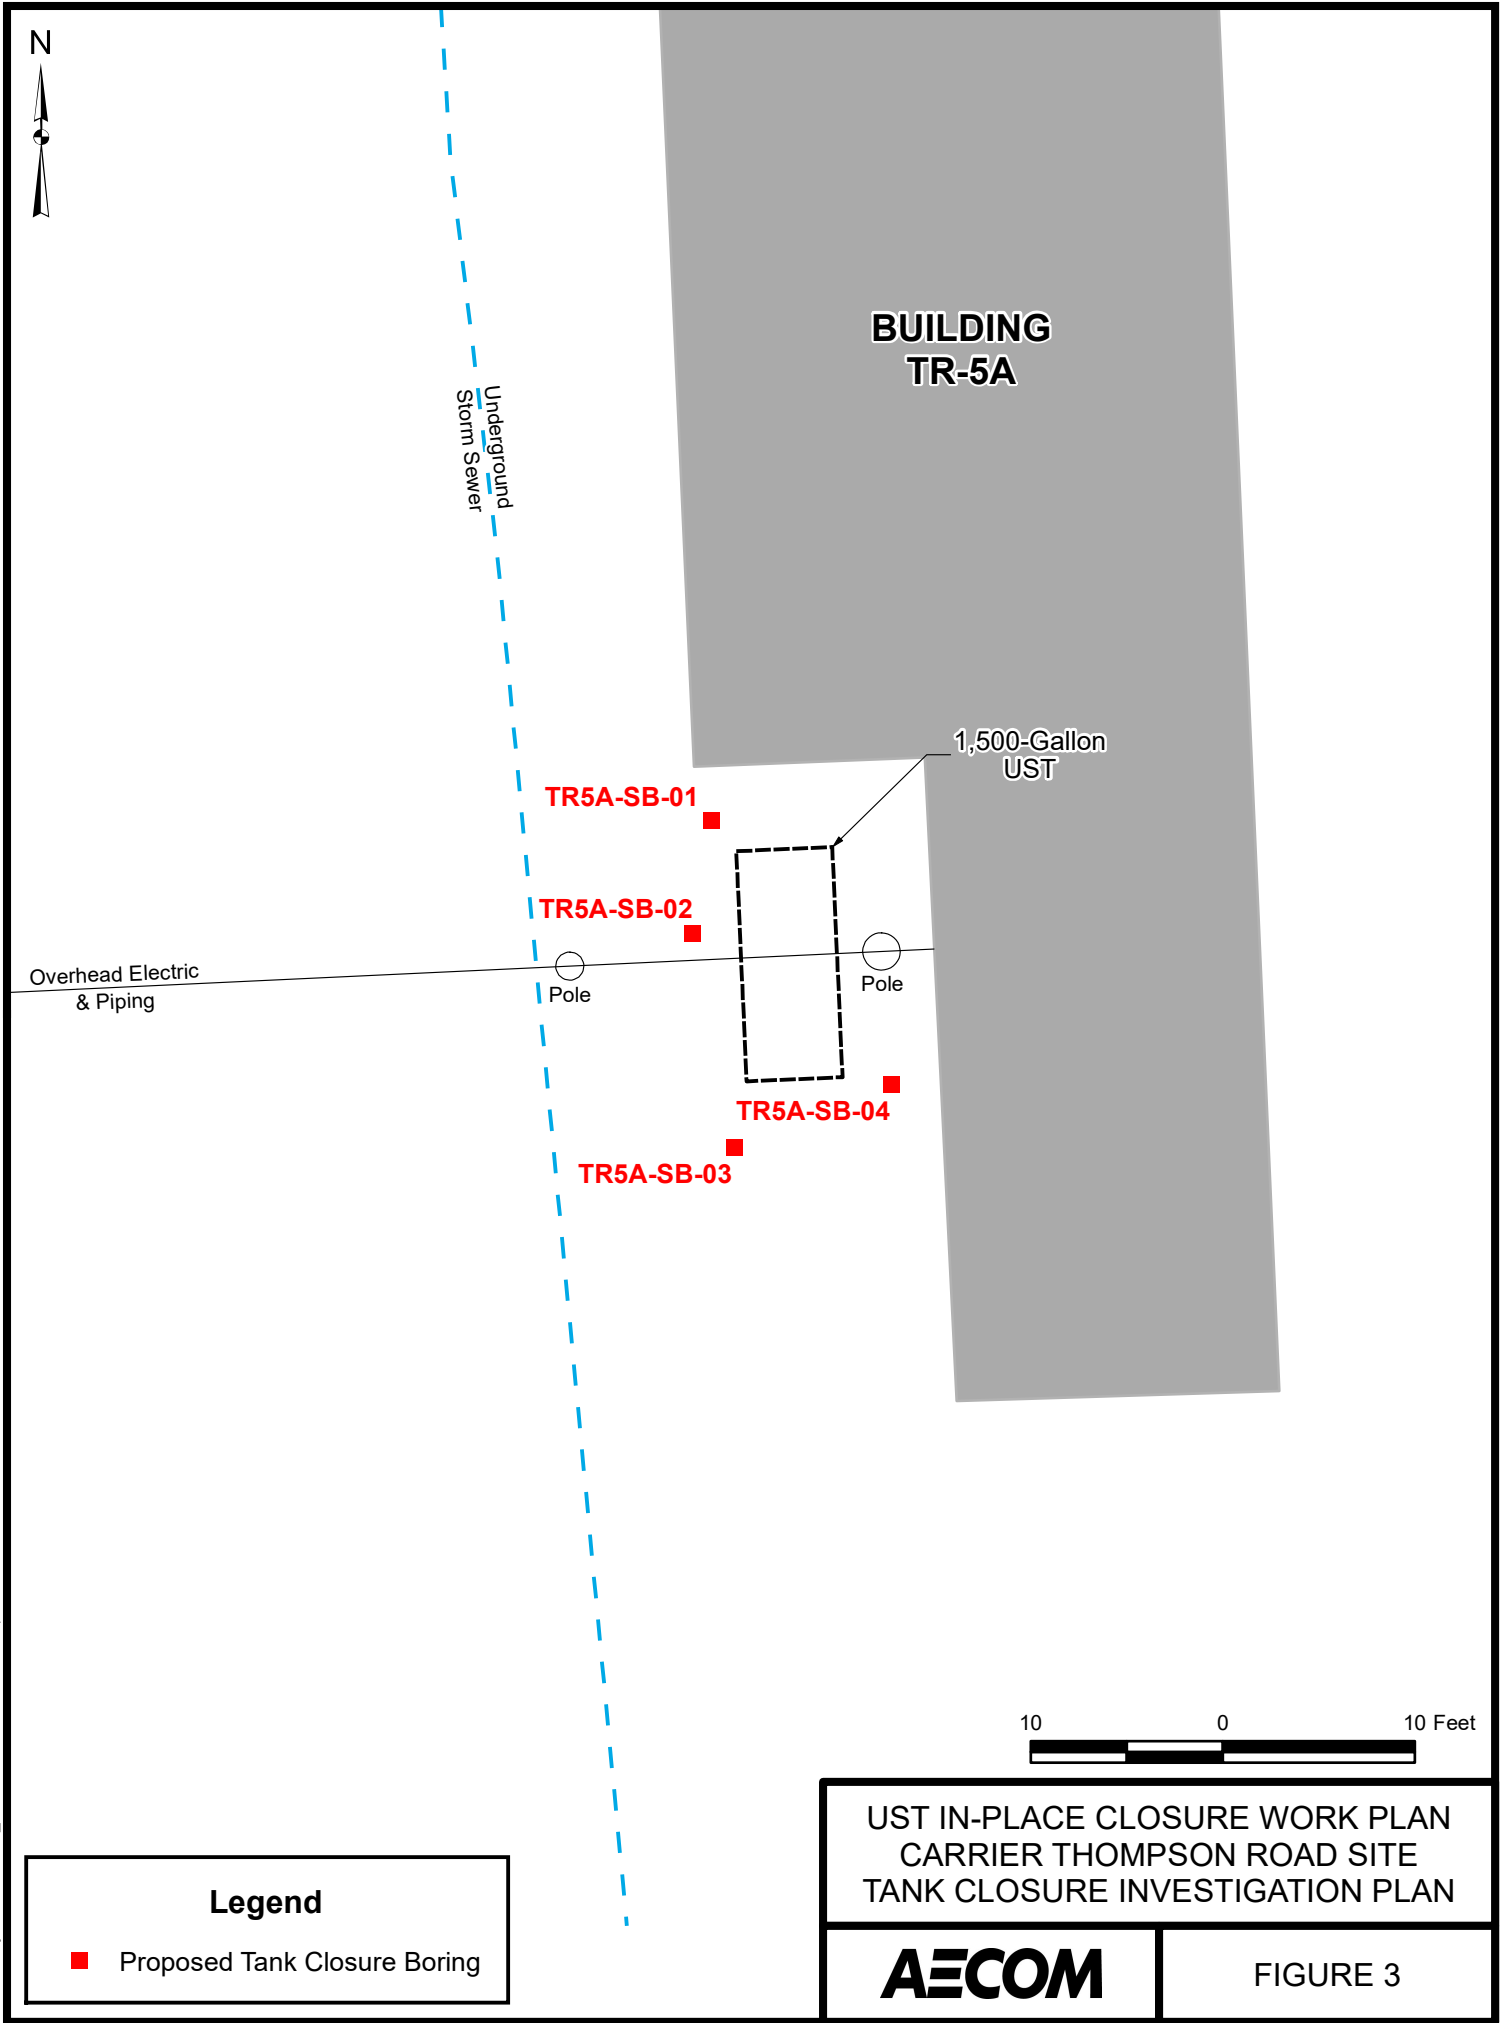 N
BUILDING
TR-5A
Underground
Storm Sewer
1,500-Gallon
UST
TR5A-SB-01
TR5A-SB-02
Overhead Electric
& Piping
Pole
Pole
TR5A-SB-04
TR5A-SB-03
10 0 10 Feet
UST IN-PLACE CLOSURE WORK PLAN
CARRIER THOMPSON ROAD SITE
TANK CLOSURE INVESTIGATION PLAN
Legend
Proposed Tank Closure Boring
AECOM
FIGURE 3